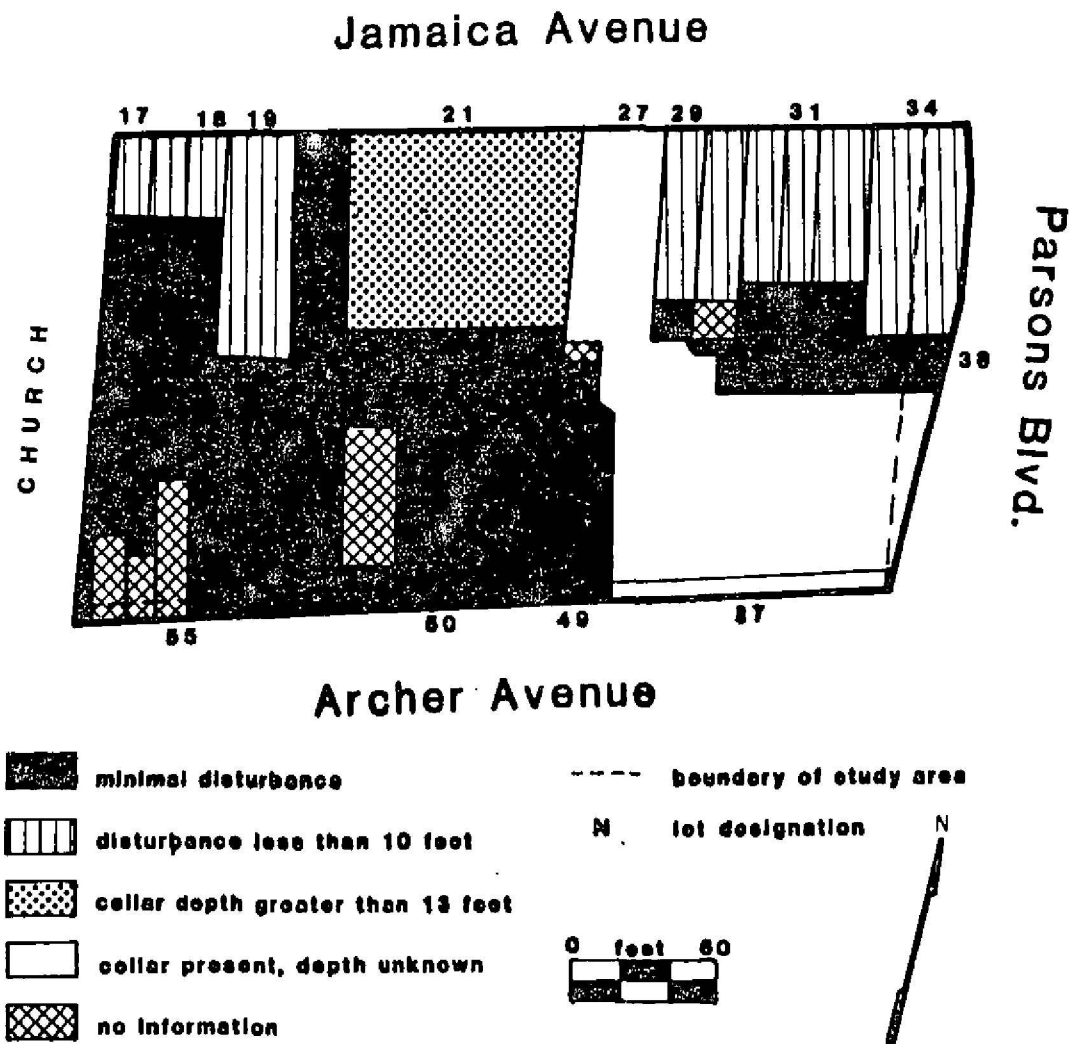 Jamaica Avenue
17 18 19 21 27 29 31 34
CHURCH
Parsons Blvd.
38
55 60 49 37
Archer Avenue
minimal disturbance
disturbance less than 10 feet
cellar depth greater than 13 feet
cellar present, depth unknown
no information
boundary of study area
N lot designation
N
0 feet 60